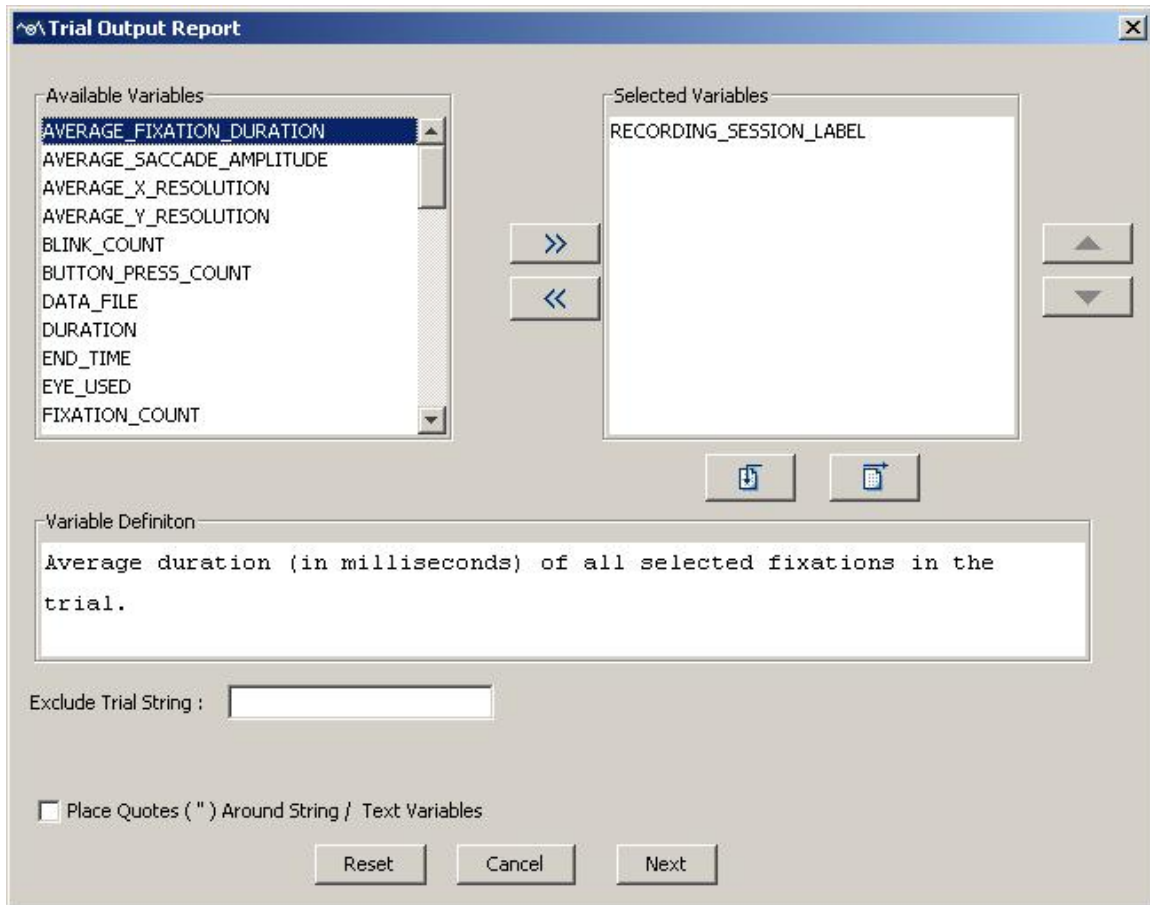 Trial Output Report
Available Variables
AVERAGE_FIXATION_DURATION
AVERAGE_SACCADE_AMPLITUDE
AVERAGE_X_RESOLUTION
AVERAGE_Y_RESOLUTION
BLINK_COUNT
BUTTON_PRESS_COUNT
DATA_FILE
DURATION
END_TIME
EYE_USED
FIXATION_COUNT
>>
<<
Selected Variables
RECORDING_SESSION_LABEL
Variable Definiton
Average duration (in milliseconds) of all selected fixations in the
trial.
Exclude Trial String :
Place Quotes ( " ) Around String / Text Variables
Reset Cancel Next